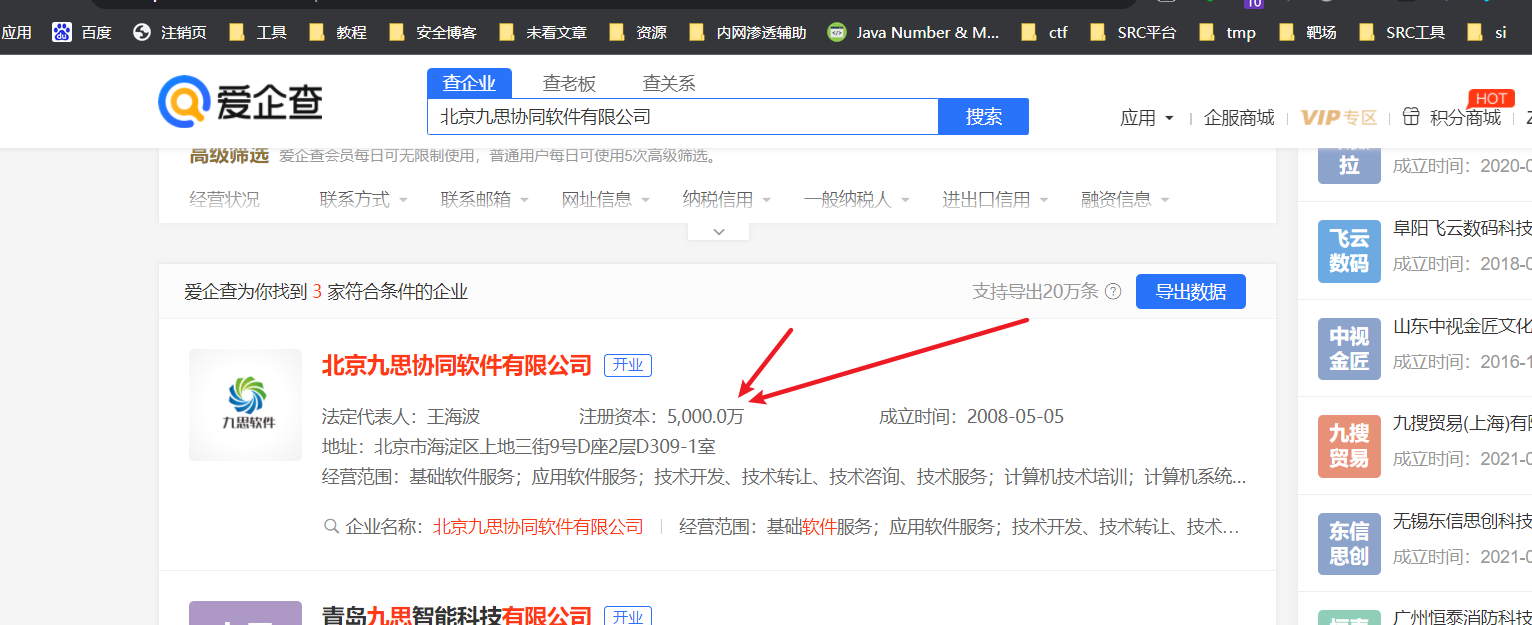 10
应用 百度 注销页 工具 教程 安全博客 未看文章 资源 内网渗透辅助 Java Number & M... ctf SRC平台 tmp 靶场 SRC工具 si
爱企查
查企业 查老板 查关系
北京九思协同软件有限公司 搜索
应用 企服商城 VIP专区 积分商城 HOT
高级筛选 爱企查会员每日可无限制使用，普通用户每日可使用5次高级筛选。
经营状况 联系方式 联系邮箱 网址信息 纳税信用 一般纳税人 进出口信用 融资信息
爱企查为你找到 3 家符合条件的企业 支持导出20万条 ? 导出数据
九思软件
北京九思协同软件有限公司 开业
法定代表人：王海波 注册资本：5,000.0万 成立时间：2008-05-05
地址：北京市海淀区上地三街9号D座2层D309-1室
经营范围：基础软件服务；应用软件服务；技术开发、技术转让、技术咨询、技术服务；计算机技术培训；计算机系统...
企业名称：北京九思协同软件有限公司 经营范围：基础软件服务；应用软件服务；技术开发、技术转让、技术...
青岛九思智能科技有限公司 开业
拉
成立时间：2020-0
飞云
数码
阜阳飞云数码科技
成立时间：2018-0
中视
金匠
山东中视金匠文化
成立时间：2016-1
九搜
贸易
九搜贸易(上海)有限
成立时间：2021-0
东信
思创
无锡东信思创科技
成立时间：2021-0
恒泰
广州恒泰消防科技